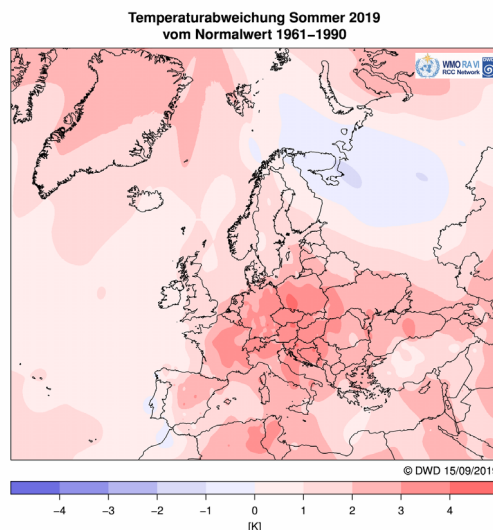 Temperaturabweichung Sommer 2019
vom Normalwert 1961−1990
WMO RA VI
RCC Network
© DWD 15/09/2019
−4 −3 −2 −1 0 1 2 3 4
[K]